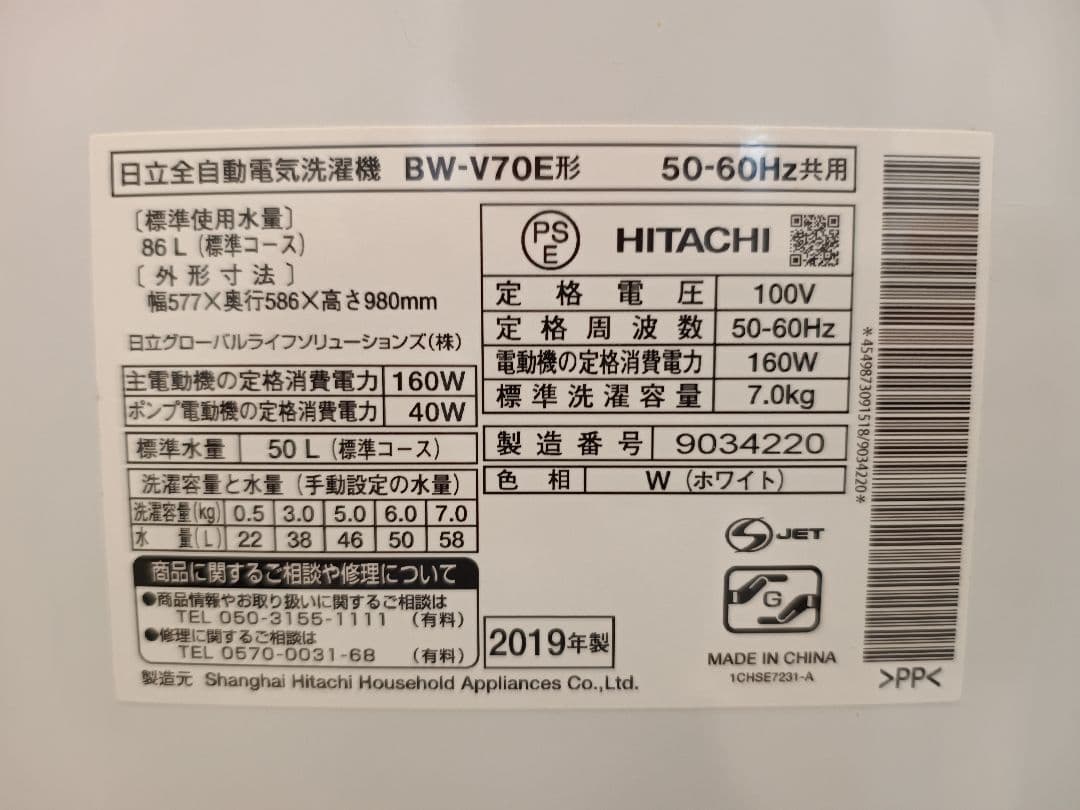 日立全自動電気洗濯機 BW-V70E形 50-60Hz共用
〔標準使用水量〕
86 L (標準コース)
〔外形寸法〕
幅577×奥行586×高さ980mm
日立グローバルライフソリューションズ(株)
主電動機の定格消費電力 160W
ポンプ電動機の定格消費電力 40W
標準水量 50 L (標準コース)
洗濯容量と水量 (手動設定の水量)
洗濯容量(kg) 0.5 3.0 5.0 6.0 7.0
水量(L) 22 38 46 50 58
商品に関するご相談や修理について
●商品情報やお取り扱いに関するご相談は
TEL 050-3155-1111 (有料)
●修理に関するご相談は
TEL 0570-0031-68 (有料)
製造元 Shanghai Hitachi Household Appliances Co.,Ltd.
PS
E
HITACHI
定格電圧 100V
定格周波数 50-60Hz
電動機の定格消費電力 160W
標準洗濯容量 7.0kg
製造番号 9034220
色相 W (ホワイト)
2019年製
S JET
G
MADE IN CHINA
1CHSE7231-A
*4549873091518/9034220*
>PP<